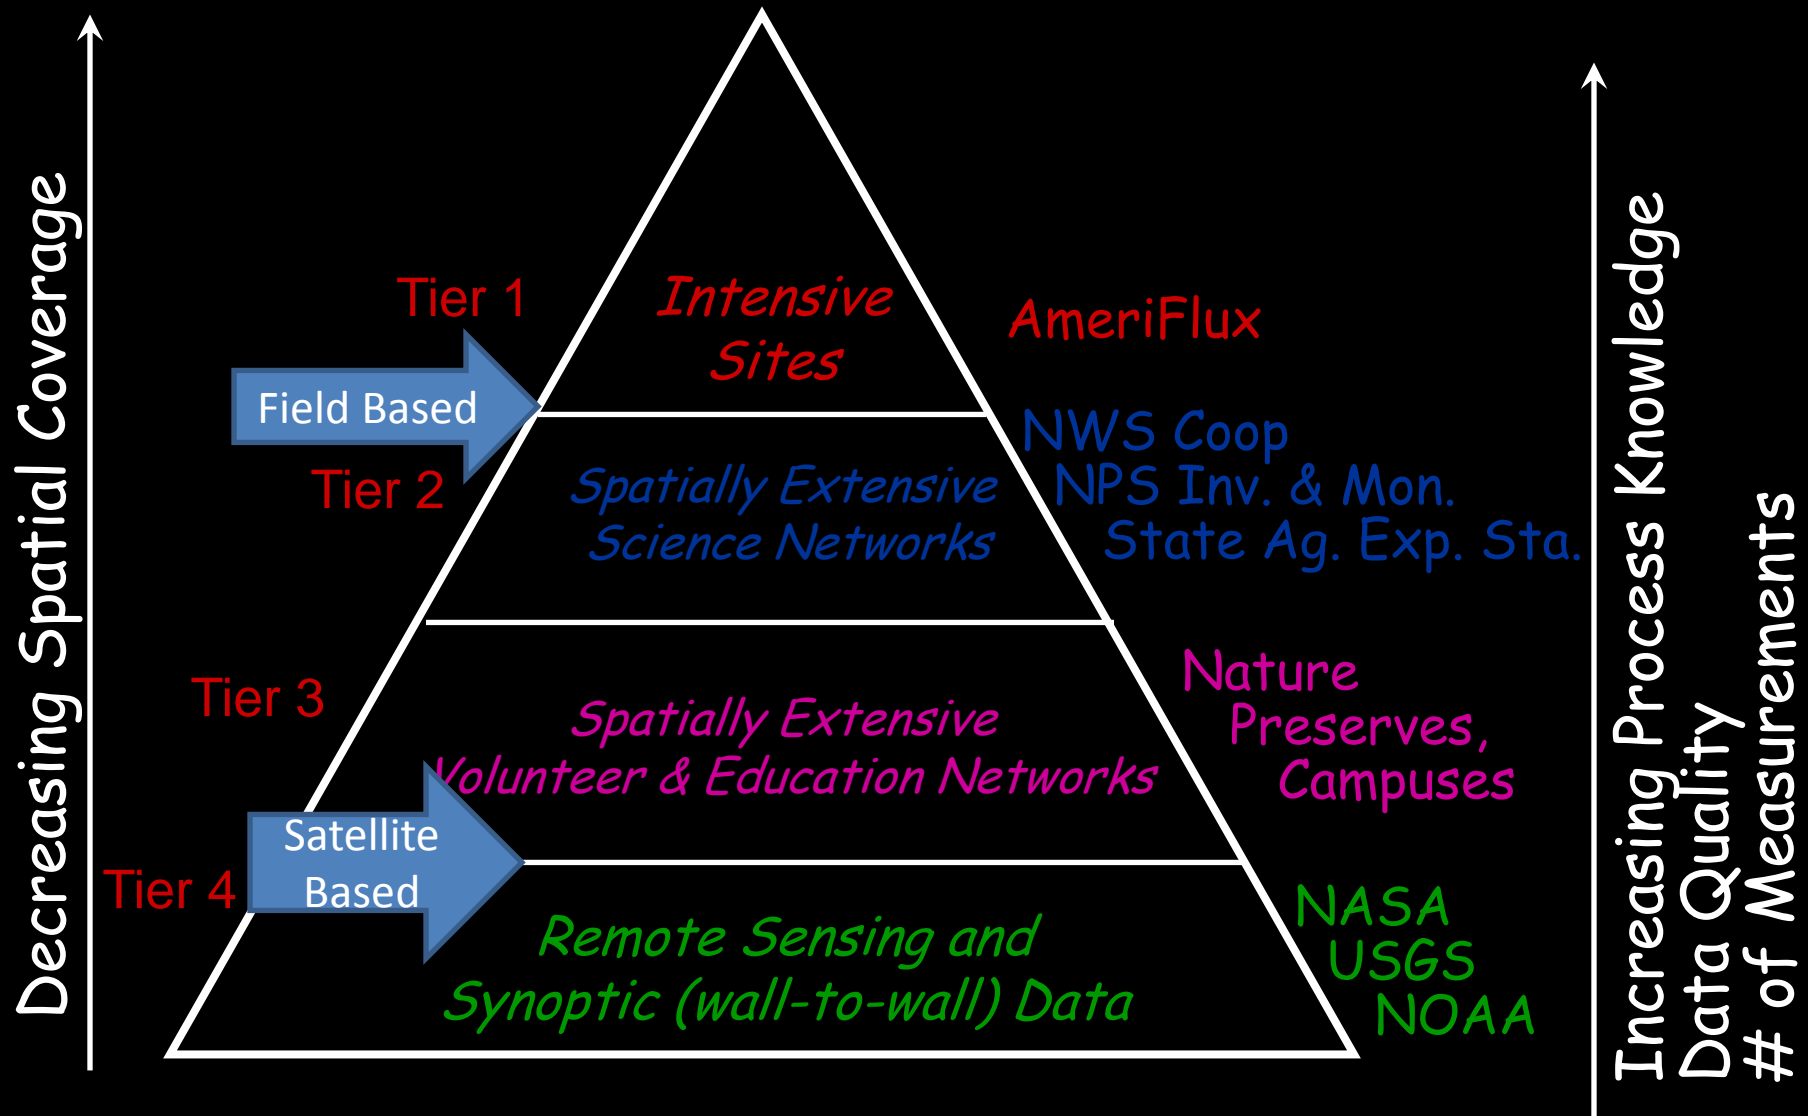 Decreasing Spatial Coverage
Tier 1
Intensive
Sites
AmeriFlux
Field Based
Tier 2
Spatially Extensive
Science Networks
NWS Coop
NPS Inv. & Mon.
State Ag. Exp. Sta.
Tier 3
Spatially Extensive
Volunteer & Education Networks
Nature
Preserves,
Campuses
Satellite
Based
Tier 4
Remote Sensing and
Synoptic (wall-to-wall) Data
NASA
USGS
NOAA
Increasing Process Knowledge
Data Quality
# of Measurements